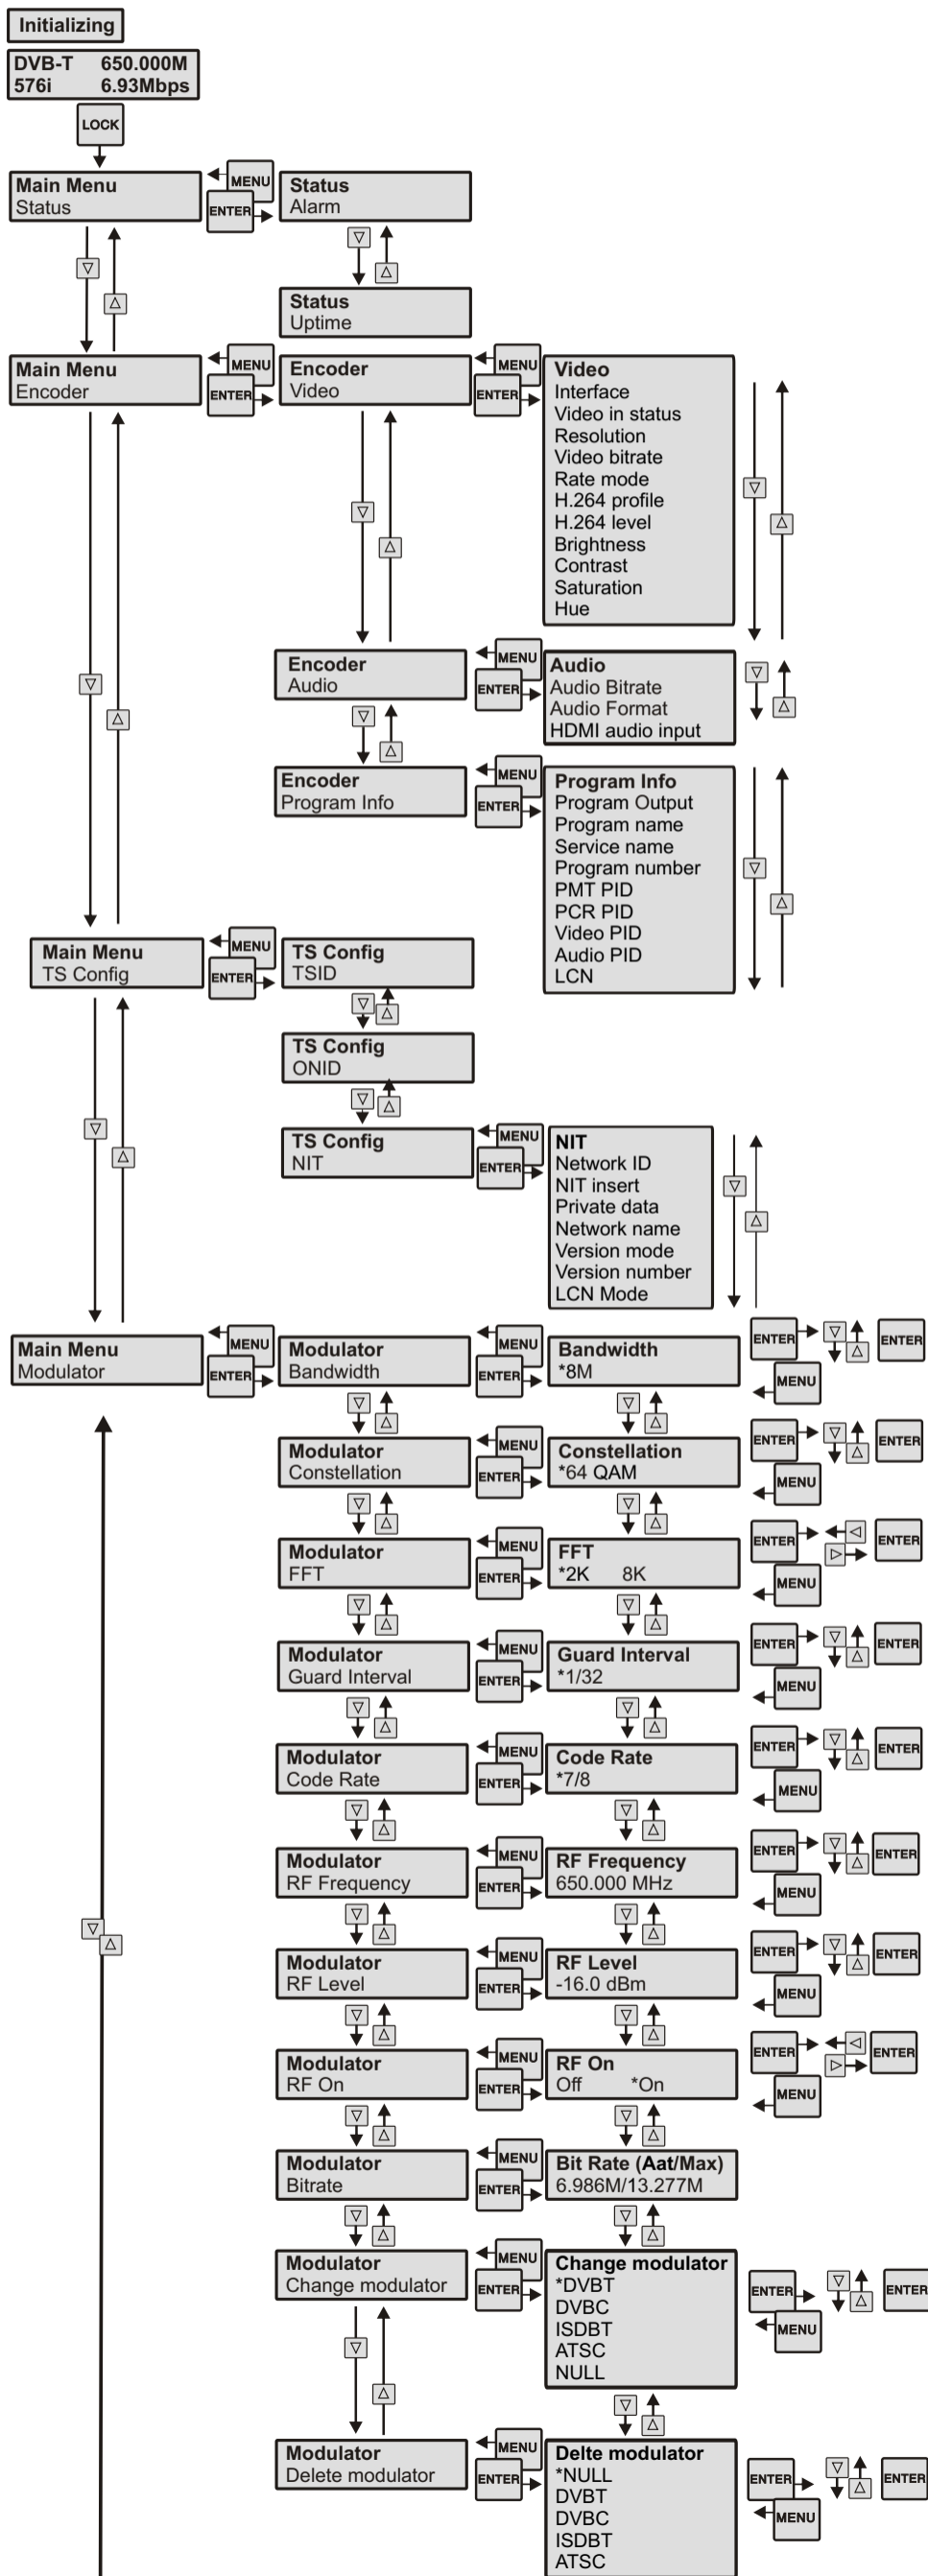 Initializing
DVB-T 650.000M
576i 6.93Mbps
LOCK
Main Menu
Status
MENU
ENTER
Status
Alarm
Status
Uptime
Main Menu
Encoder
MENU
ENTER
Encoder
Video
MENU
ENTER
Video
Interface
Video in status
Resolution
Video bitrate
Rate mode
H.264 profile
H.264 level
Brightness
Contrast
Saturation
Hue
Encoder
Audio
MENU
ENTER
Audio
Audio Bitrate
Audio Format
HDMI audio input
Encoder
Program Info
MENU
ENTER
Program Info
Program Output
Program name
Service name
Program number
PMT PID
PCR PID
Video PID
Audio PID
LCN
Main Menu
TS Config
MENU
ENTER
TS Config
TSID
TS Config
ONID
TS Config
NIT
MENU
ENTER
NIT
Network ID
NIT insert
Private data
Network name
Version mode
Version number
LCN Mode
Main Menu
Modulator
MENU
ENTER
Modulator
Bandwidth
MENU
ENTER
Bandwidth
*8M
ENTER
MENU
ENTER
Modulator
Constellation
MENU
ENTER
Constellation
*64 QAM
ENTER
MENU
ENTER
Modulator
FFT
MENU
ENTER
FFT
*2K 8K
ENTER
MENU
ENTER
Modulator
Guard Interval
MENU
ENTER
Guard Interval
*1/32
ENTER
MENU
ENTER
Modulator
Code Rate
MENU
ENTER
Code Rate
*7/8
ENTER
MENU
ENTER
Modulator
RF Frequency
MENU
ENTER
RF Frequency
650.000 MHz
ENTER
MENU
ENTER
Modulator
RF Level
MENU
ENTER
RF Level
-16.0 dBm
ENTER
MENU
ENTER
Modulator
RF On
MENU
ENTER
RF On
Off *On
ENTER
MENU
ENTER
Modulator
Bitrate
MENU
ENTER
Bit Rate (Aat/Max)
6.986M/13.277M
Modulator
Change modulator
MENU
ENTER
Change modulator
*DVBT
DVBC
ISDBT
ATSC
NULL
ENTER
MENU
ENTER
Modulator
Delete modulator
MENU
ENTER
Delte modulator
*NULL
DVBT
DVBC
ISDBT
ATSC
ENTER
MENU
ENTER